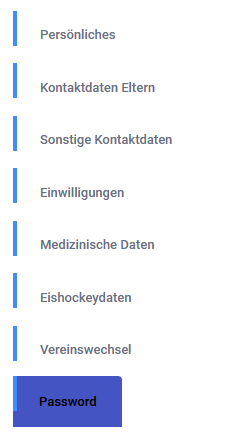 Persönliches
Kontaktdaten Eltern
Sonstige Kontaktdaten
Einwilligungen
Medizinische Daten
Eishockeydaten
Vereinswechsel
Password